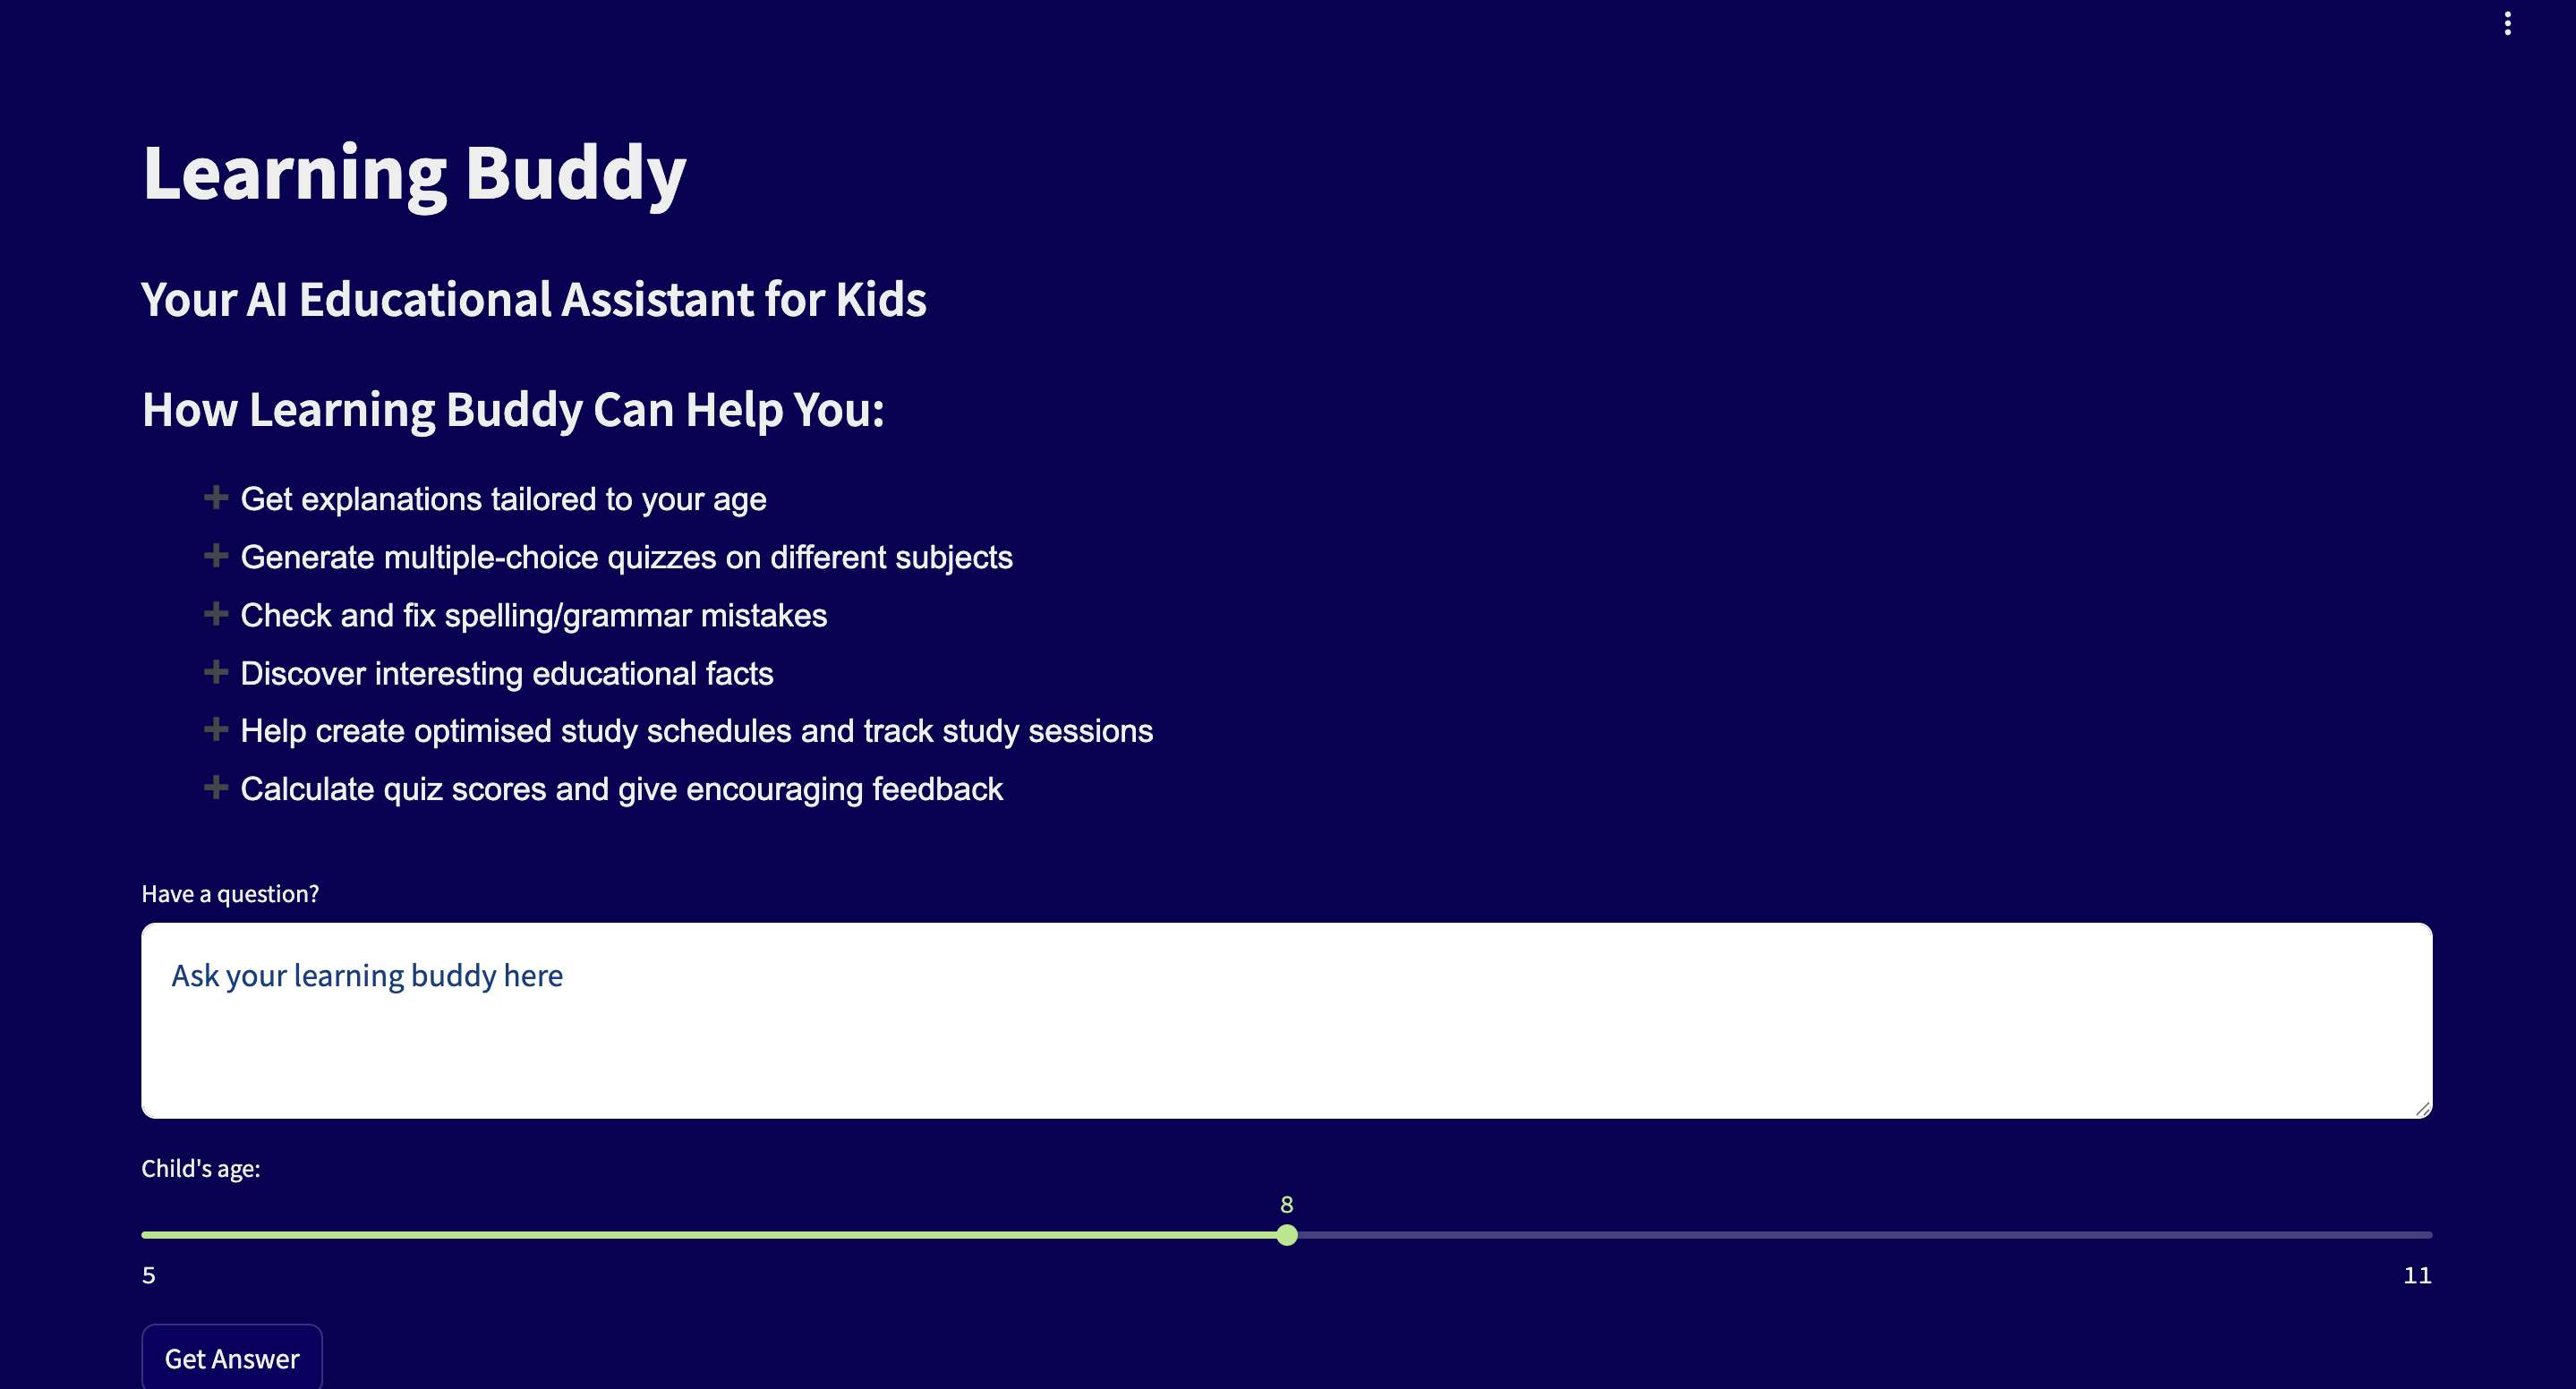 Learning Buddy
Your AI Educational Assistant for Kids
How Learning Buddy Can Help You:
➕ Get explanations tailored to your age
➕ Generate multiple-choice quizzes on different subjects
➕ Check and fix spelling/grammar mistakes
➕ Discover interesting educational facts
➕ Help create optimised study schedules and track study sessions
➕ Calculate quiz scores and give encouraging feedback
Have a question?
Ask your learning buddy here
Child's age:
8
5 11
Get Answer